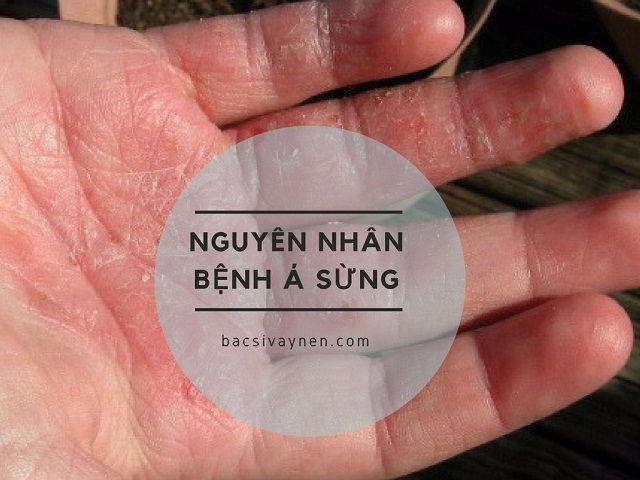 NGUYÊN NHÂN
BỆNH Á SỪNG
bacsivaynen.com